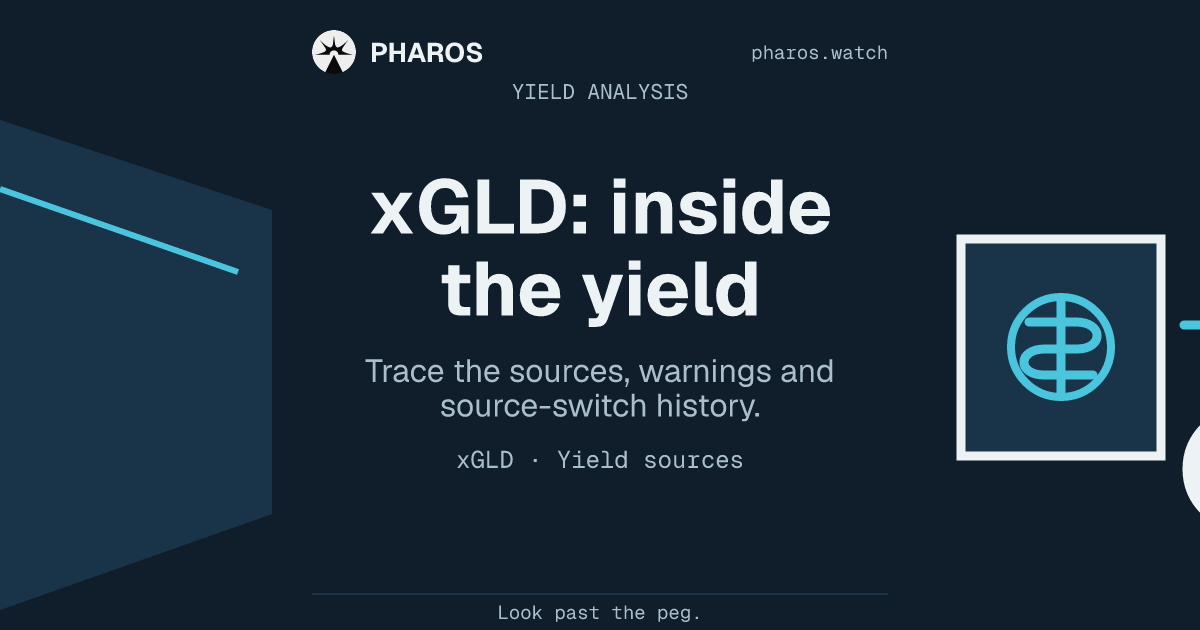 PHAROS
pharos.watch
YIELD ANALYSIS
xGLD: inside
the yield
Trace the sources, warnings and
source-switch history.
xGLD · Yield sources
Look past the peg.